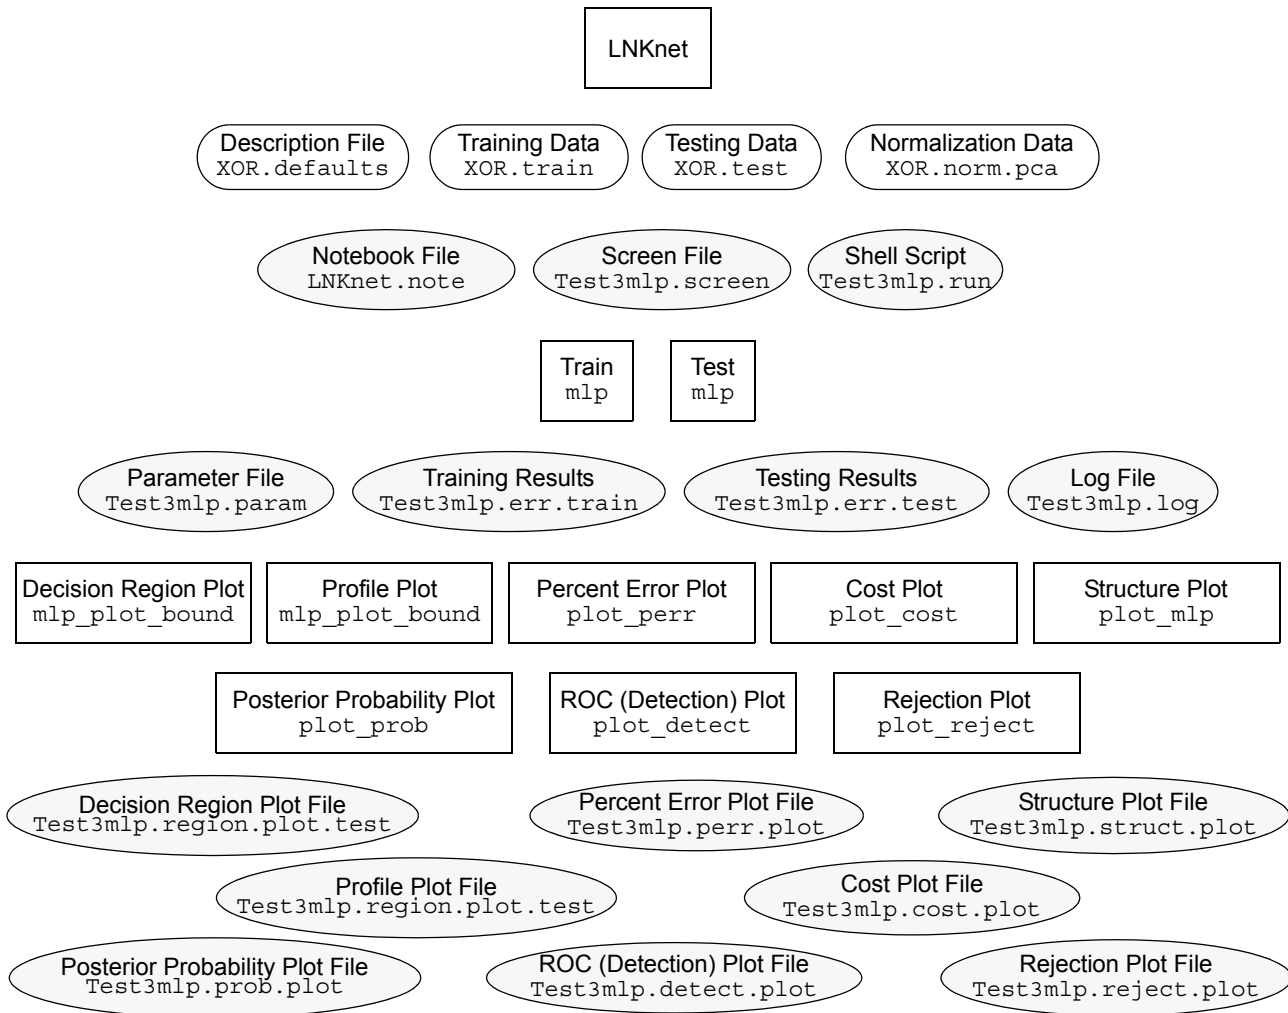 LNKnet
Description File
XOR.defaults
Training Data
XOR.train
Testing Data
XOR.test
Normalization Data
XOR.norm.pca
Notebook File
LNKnet.note
Screen File
Test3mlp.screen
Shell Script
Test3mlp.run
Train
mlp
Test
mlp
Parameter File
Test3mlp.param
Training Results
Test3mlp.err.train
Testing Results
Test3mlp.err.test
Log File
Test3mlp.log
Decision Region Plot
mlp_plot_bound
Profile Plot
mlp_plot_bound
Percent Error Plot
plot_perr
Cost Plot
plot_cost
Structure Plot
plot_mlp
Posterior Probability Plot
plot_prob
ROC (Detection) Plot
plot_detect
Rejection Plot
plot_reject
Decision Region Plot File
Test3mlp.region.plot.test
Percent Error Plot File
Test3mlp.perr.plot
Structure Plot File
Test3mlp.struct.plot
Profile Plot File
Test3mlp.region.plot.test
Cost Plot File
Test3mlp.cost.plot
Posterior Probability Plot File
Test3mlp.prob.plot
ROC (Detection) Plot File
Test3mlp.detect.plot
Rejection Plot File
Test3mlp.reject.plot